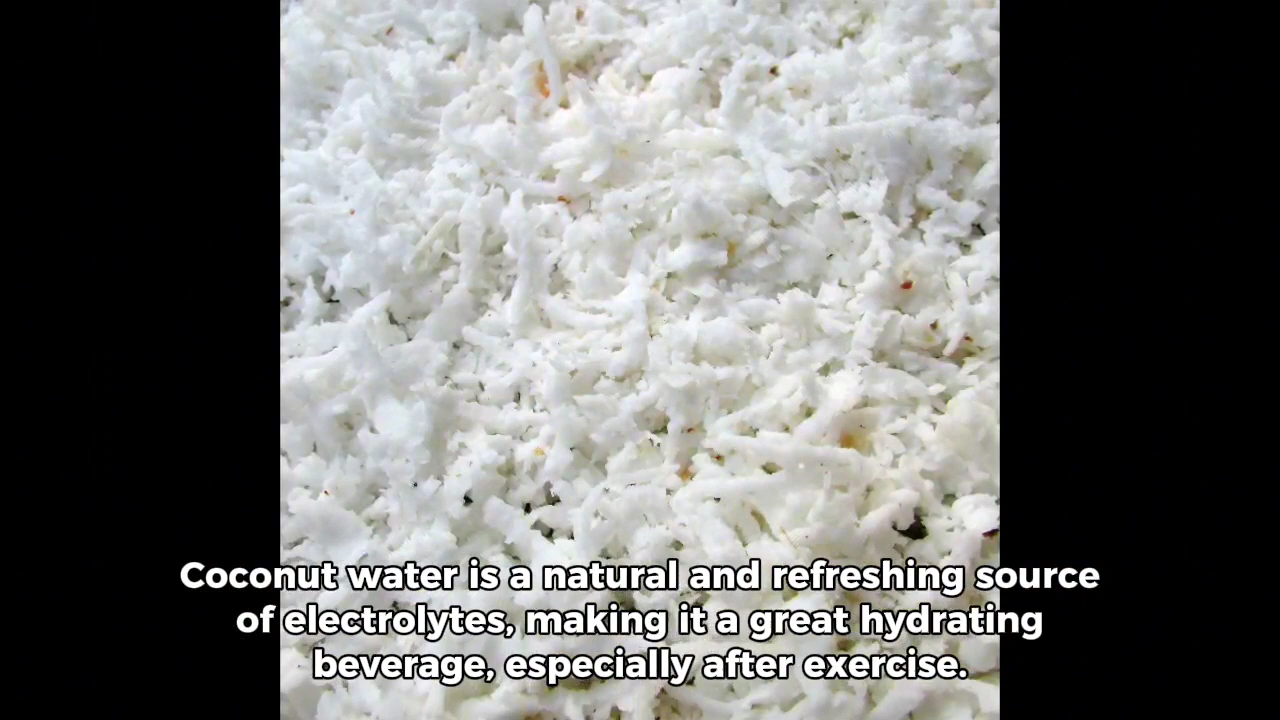 Coconut water is a natural and refreshing source
of electrolytes, making it a great hydrating
beverage, especially after exercise.